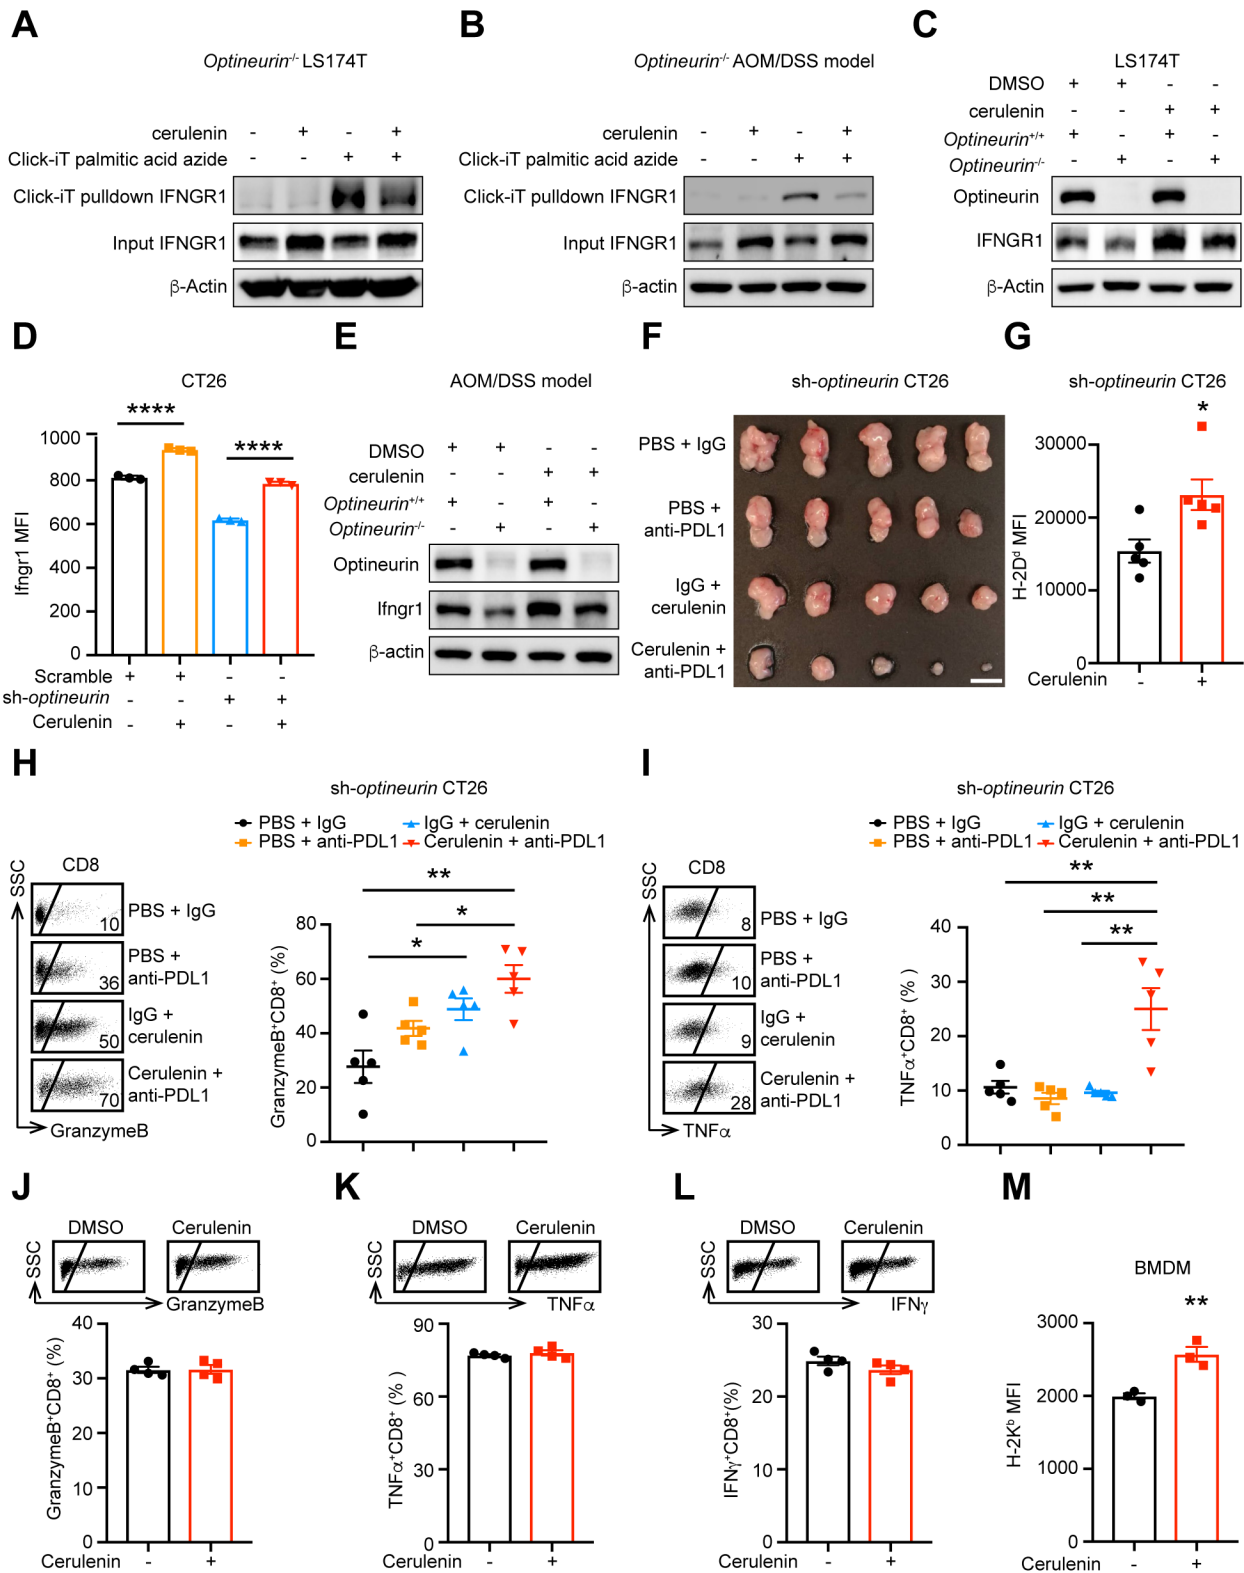 A
Optineurin-/- LS174T
cerulenin - + - +
Click-iT palmitic acid azide - - + +
Click-iT pulldown IFNGR1
Input IFNGR1
β-Actin
B
Optineurin-/- AOM/DSS model
cerulenin - + - +
Click-iT palmitic acid azide - - + +
Click-iT pulldown IFNGR1
Input IFNGR1
β-actin
C
LS174T
DMSO + + - -
cerulenin - - + +
Optineurin+/+ + - + -
Optineurin-/- - + - +
Optineurin
IFNGR1
β-Actin
D
CT26
**** ****
Ifngr1 MFI
1000
800
600
400
200
0
Scramble + + - -
sh-optineurin - - + +
Cerulenin - + - +
E
AOM/DSS model
DMSO + + - -
cerulenin - - + +
Optineurin+/+ + - + -
Optineurin-/- - + - +
Optineurin
Ifngr1
β-actin
F
sh-optineurin CT26
PBS + IgG
PBS +
anti-PDL1
IgG +
cerulenin
Cerulenin +
anti-PDL1
G
sh-optineurin CT26
*
H-2Dd MFI
30000
20000
10000
0
Cerulenin - +
H
sh-optineurin CT26
PBS + IgG IgG + cerulenin
PBS + anti-PDL1 Cerulenin + anti-PDL1
SSC
CD8
10 PBS + IgG
36 PBS +
anti-PDL1
50 IgG +
cerulenin
70 Cerulenin +
anti-PDL1
GranzymeB
**
*
*
GranzymeB+CD8+ (%)
80
60
40
20
0
I
sh-optineurin CT26
PBS + IgG IgG + cerulenin
PBS + anti-PDL1 Cerulenin + anti-PDL1
SSC
CD8
8 PBS + IgG
10 PBS +
anti-PDL1
9 IgG +
cerulenin
28 Cerulenin +
anti-PDL1
TNFα
**
**
**
TNFα+CD8+ (%)
40
30
20
10
0
J
DMSO Cerulenin
SSC
GranzymeB
GranzymeB+CD8+ (%)
40
30
20
10
0
Cerulenin - +
K
DMSO Cerulenin
SSC
TNFα
TNFα+CD8+ (%)
90
60
30
0
Cerulenin - +
L
DMSO Cerulenin
SSC
IFNγ
IFNγ+CD8+(%)
30
20
10
0
Cerulenin - +
M
BMDM
**
H-2Kb MFI
3000
2000
1000
0
Cerulenin - +